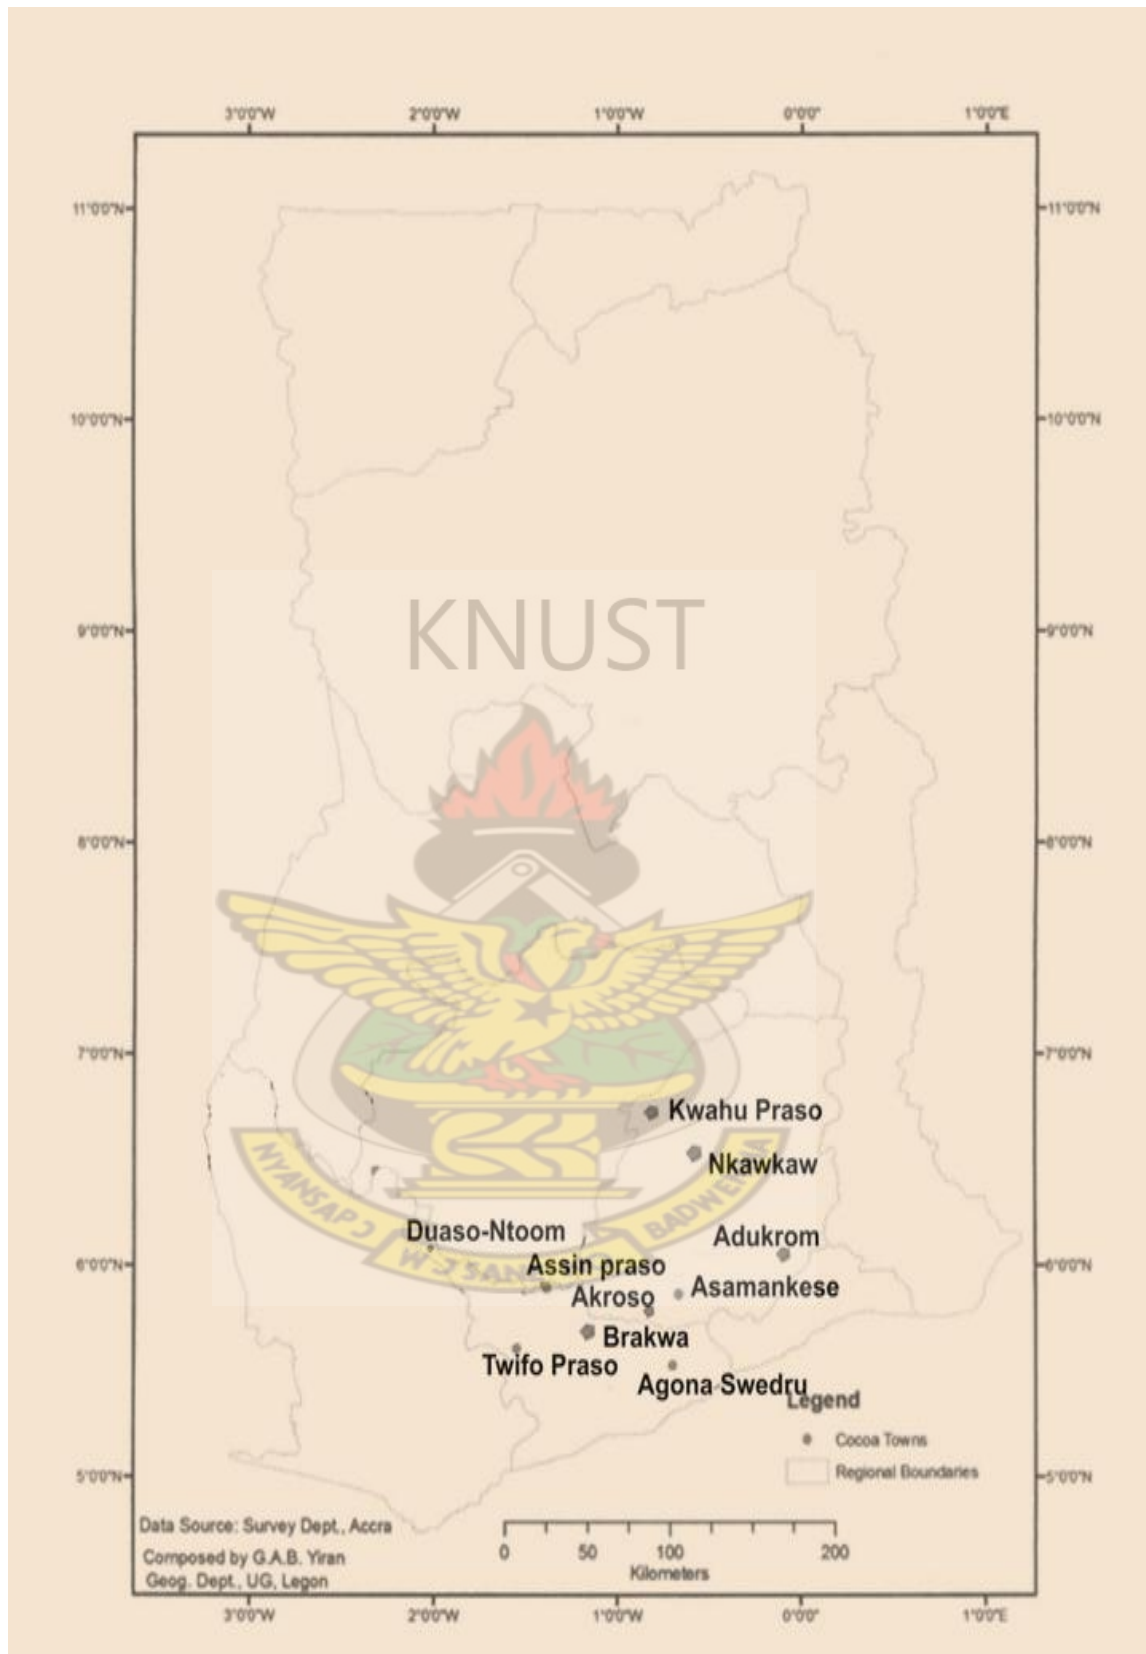 3°0'0"W 2°0'0"W 1°0'0"W 0°0'0" 1°0'0"E
11°0'0"N 11°0'0"N
10°0'0"N 10°0'0"N
KNUST
9°0'0"N 9°0'0"N
8°0'0"N 8°0'0"N
7°0'0"N 7°0'0"N
Kwahu Praso
Nkawkaw
NYANSAPƆ BADWENMA
WƆSANE
Duaso-Ntoom
Adukrom
6°0'0"N 6°0'0"N
Assin praso
Asamankese
Akroso
Brakwa
Twifo Praso
Agona Swedru
Legend
Cocoa Towns
Regional Boundaries
5°0'0"N 5°0'0"N
Data Source: Survey Dept., Accra
Composed by G.A.B. Yiran
Geog. Dept., UG, Legon
0 50 100 200
Kilometers
3°0'0"W 2°0'0"W 1°0'0"W 0°0'0" 1°0'0"E